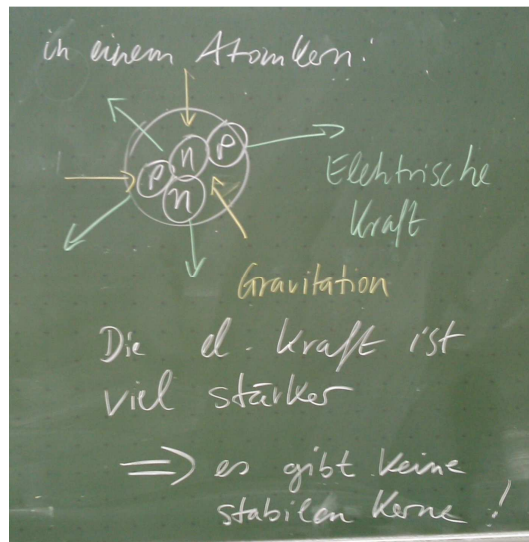 in einem Atomkern:
n
P
P
n
Elektrische
Kraft
Gravitation
Die el. Kraft ist
viel stärker
=> es gibt keine
stabilen Kerne!